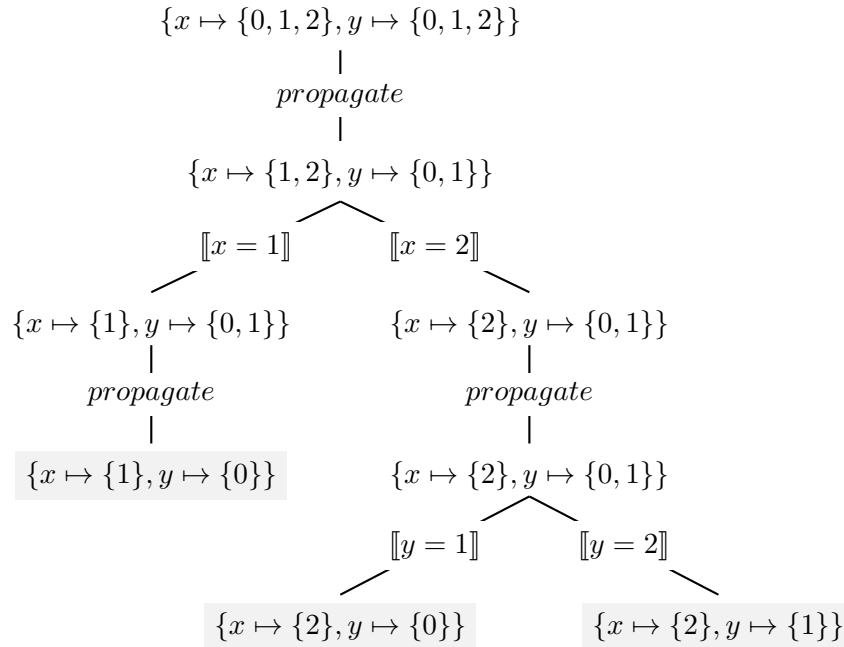 {x ↦ {0, 1, 2}, y ↦ {0, 1, 2}}
propagate
{x ↦ {1, 2}, y ↦ {0, 1}}
⟦x = 1⟧ ⟦x = 2⟧
{x ↦ {1}, y ↦ {0, 1}} {x ↦ {2}, y ↦ {0, 1}}
propagate propagate
{x ↦ {1}, y ↦ {0}} {x ↦ {2}, y ↦ {0, 1}}
⟦y = 1⟧ ⟦y = 2⟧
{x ↦ {2}, y ↦ {0}} {x ↦ {2}, y ↦ {1}}